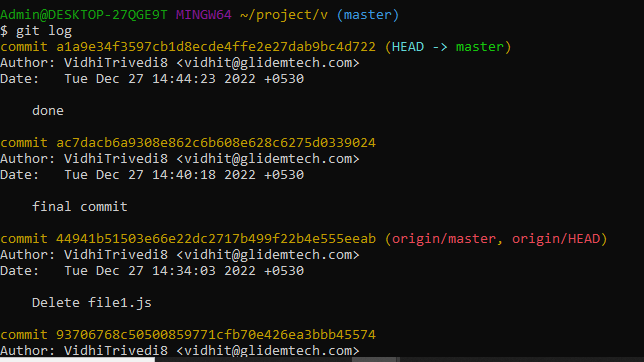 Admin@DESKTOP-27QGE9T MINGW64 ~/project/v (master)
$ git log
commit a1a9e34f3597cb1d8ecde4ffe2e27dab9bc4d722 (HEAD -> master)
Author: VidhiTrivedi8 <vidhit@glidemtech.com>
Date:   Tue Dec 27 14:44:23 2022 +0530
    done
commit ac7dacb6a9308e862c6b608e628c6275d0339024
Author: VidhiTrivedi8 <vidhit@glidemtech.com>
Date:   Tue Dec 27 14:40:18 2022 +0530
    final commit
commit 44941b51503e66e22dc2717b499f22b4e555eeab (origin/master, origin/HEAD)
Author: VidhiTrivedi8 <vidhit@glidemtech.com>
Date:   Tue Dec 27 14:34:03 2022 +0530
    Delete file1.js
commit 93706768c50500859771cfb70e426ea3bbb45574
Author: VidhiTrivedi8 <vidhit@glidemtech.com>